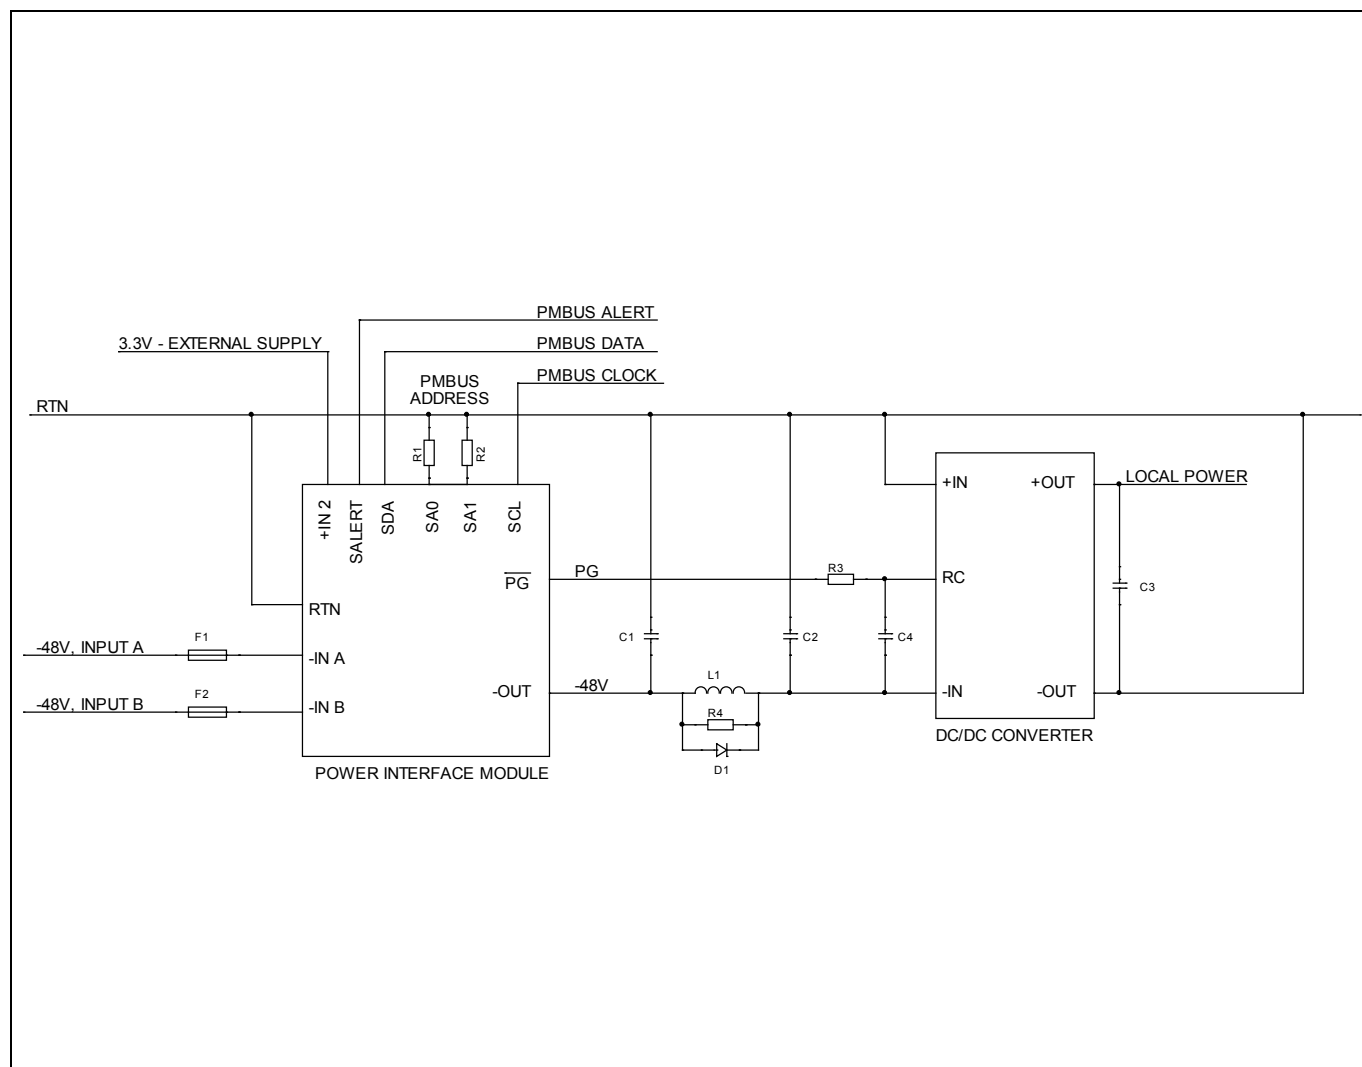 PMBUS ALERT
3.3V - EXTERNAL SUPPLY
PMBUS DATA
PMBUS CLOCK
PMBUS
ADDRESS
RTN
R1
R2
+IN 2
SALERT
SDA
SA0
SA1
SCL
PG
RTN
-48V, INPUT A
F1
-IN A
-48V, INPUT B
F2
-IN B
-OUT
POWER INTERFACE MODULE
PG
R3
C1
C2
C4
-48V
L1
R4
D1
+IN
+OUT
LOCAL POWER
RC
C3
-IN
-OUT
DC/DC CONVERTER